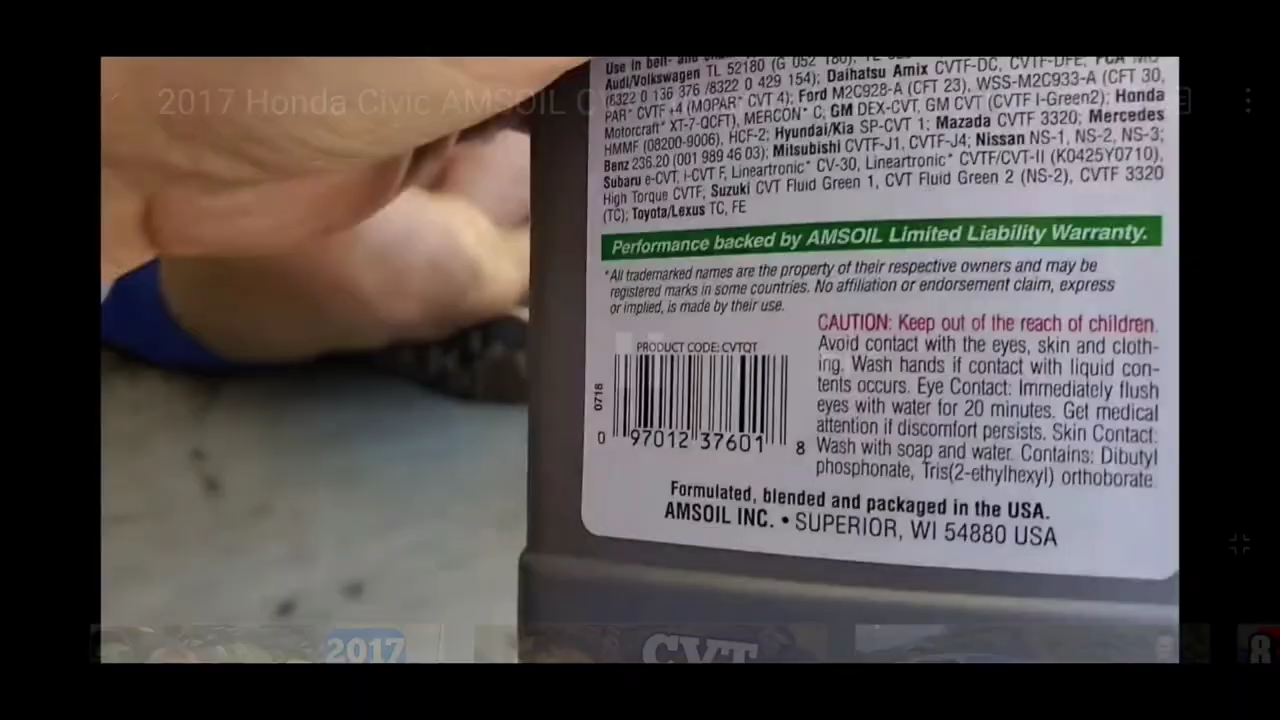 2017 Honda Civic AMSOIL
Use in belt- and
Audi/Volkswagen TL 52180 (G 052 180), TL
(8322 0 136 376 /8322 0 429 154); Daihatsu Amix CVTF-DC, CVTF-DFE; FCA
PAR* CVTF +4 (MOPAR* CVT 4); Ford M2C928-A (CFT 23), WSS-M2C933-A (CFT 30,
Motorcraft* XT-7-QCFT), MERCON* C; GM DEX-CVT, GM CVT (CVTF I-Green2); Honda
HMMF (08200-9006), HCF-2; Hyundai/Kia SP-CVT 1; Mazada CVTF 3320; Mercedes
Benz 236.20 (001 989 46 03); Mitsubishi CVTF-J1, CVTF-J4; Nissan NS-1, NS-2, NS-3;
Subaru e-CVT, i-CVT F, Lineartronic* CV-30, Lineartronic* CVTF/CVT-II (K0425Y0710),
High Torque CVTF, Suzuki CVT Fluid Green 1, CVT Fluid Green 2 (NS-2), CVTF 3320
(TC); Toyota/Lexus TC, FE
Performance backed by AMSOIL Limited Liability Warranty.
*All trademarked names are the property of their respective owners and may be
registered marks in some countries. No affiliation or endorsement claim, express
or implied, is made by their use.
PRODUCT CODE: CVTQT
0718
0 97012 37601 8
CAUTION: Keep out of the reach of children.
Avoid contact with the eyes, skin and cloth-
ing. Wash hands if contact with liquid con-
tents occurs. Eye Contact: Immediately flush
eyes with water for 20 minutes. Get medical
attention if discomfort persists. Skin Contact:
Wash with soap and water. Contains: Dibutyl
phosphonate, Tris(2-ethylhexyl) orthoborate.
Formulated, blended and packaged in the USA.
AMSOIL INC. • SUPERIOR, WI 54880 USA
2017
CVT